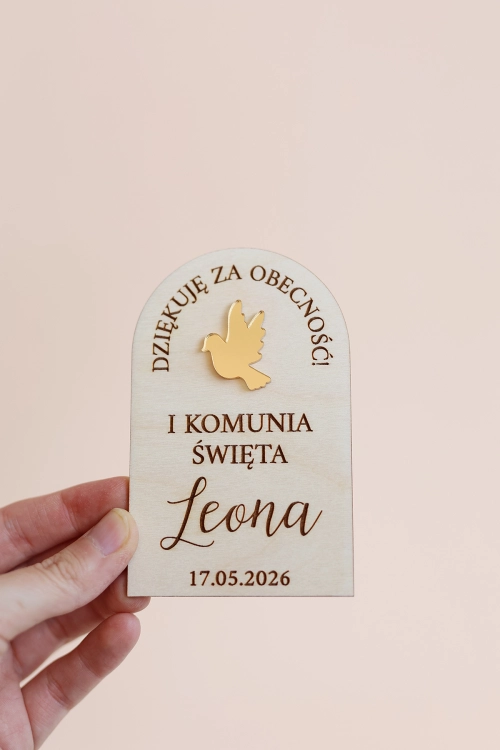 DZIĘKUJĘ ZA OBECNOŚĆ!
I KOMUNIA
ŚWIĘTA
Leona
17.05.2026